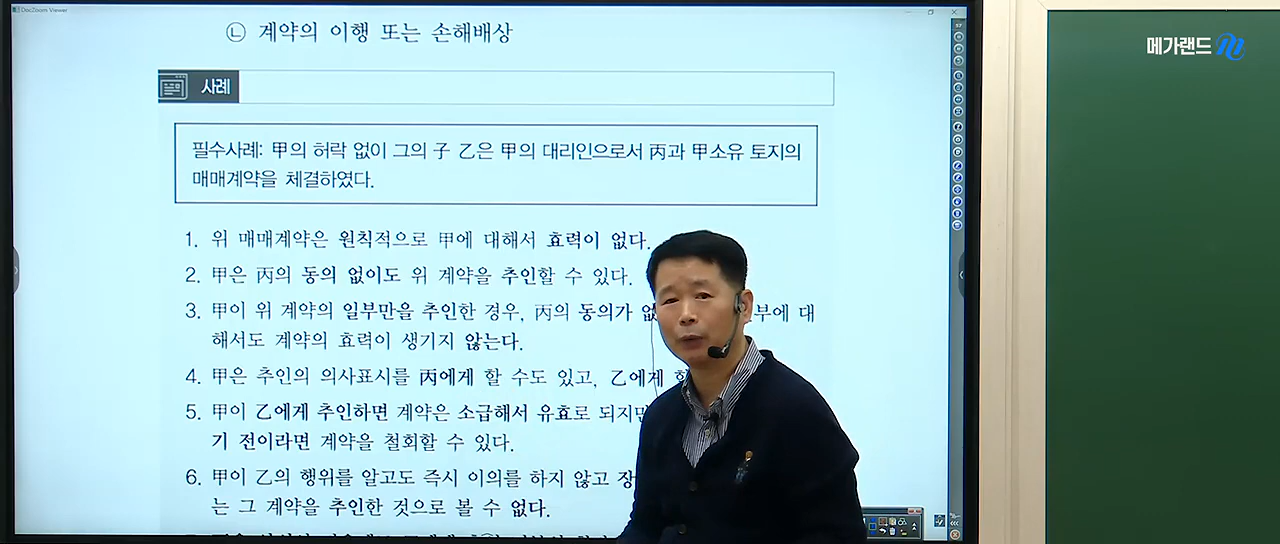 DocZoom Viewer
메가랜드
㉡ 계약의 이행 또는 손해배상
사례
필수사례: 甲의 허락 없이 그의 子 乙은 甲의 대리인으로서 丙과 甲소유 토지의
매매계약을 체결하였다.
1. 위 매매계약은 원칙적으로 甲에 대해서 효력이 없다.
2. 甲은 丙의 동의 없이도 위 계약을 추인할 수 있다.
3. 甲이 위 계약의 일부만을 추인한 경우, 丙의 동의가 부에 대
해서도 계약의 효력이 생기지 않는다.
4. 甲은 추인의 의사표시를 丙에게 할 수도 있고, 乙에게
5. 甲이 乙에게 추인하면 계약은 소급해서 유효로 되지만
기 전이라면 계약을 철회할 수 있다.
6. 甲이 乙의 행위를 알고도 즉시 이의를 하지 않고
는 그 계약을 추인한 것으로 볼 수 없다.